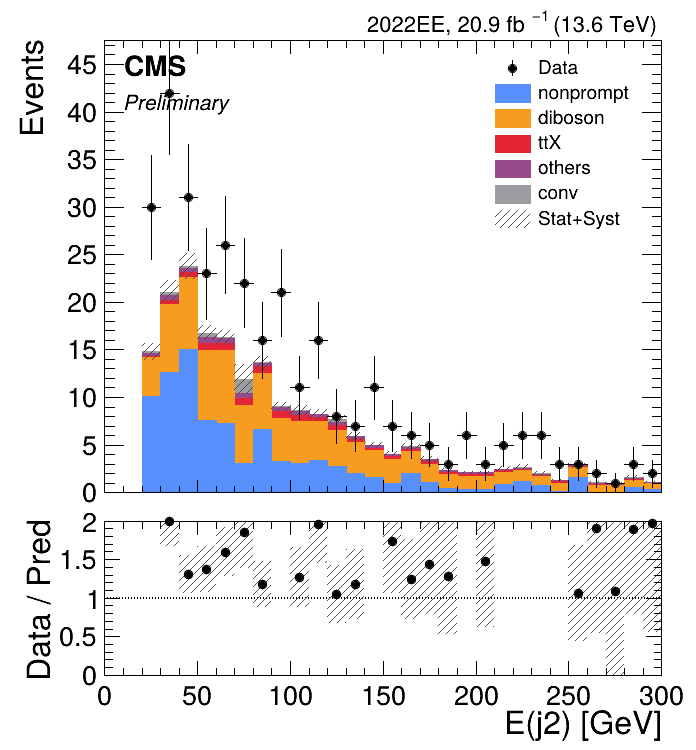 2022EE, 20.9 fb⁻¹ (13.6 TeV)
CMS
Preliminary
Events
45
40
35
30
25
20
15
10
5
0
Data
nonprompt
diboson
ttX
others
conv
Stat+Syst
Data / Pred
2
1.5
1
0.5
0
0 50 100 150 200 250 300
E(j2) [GeV]